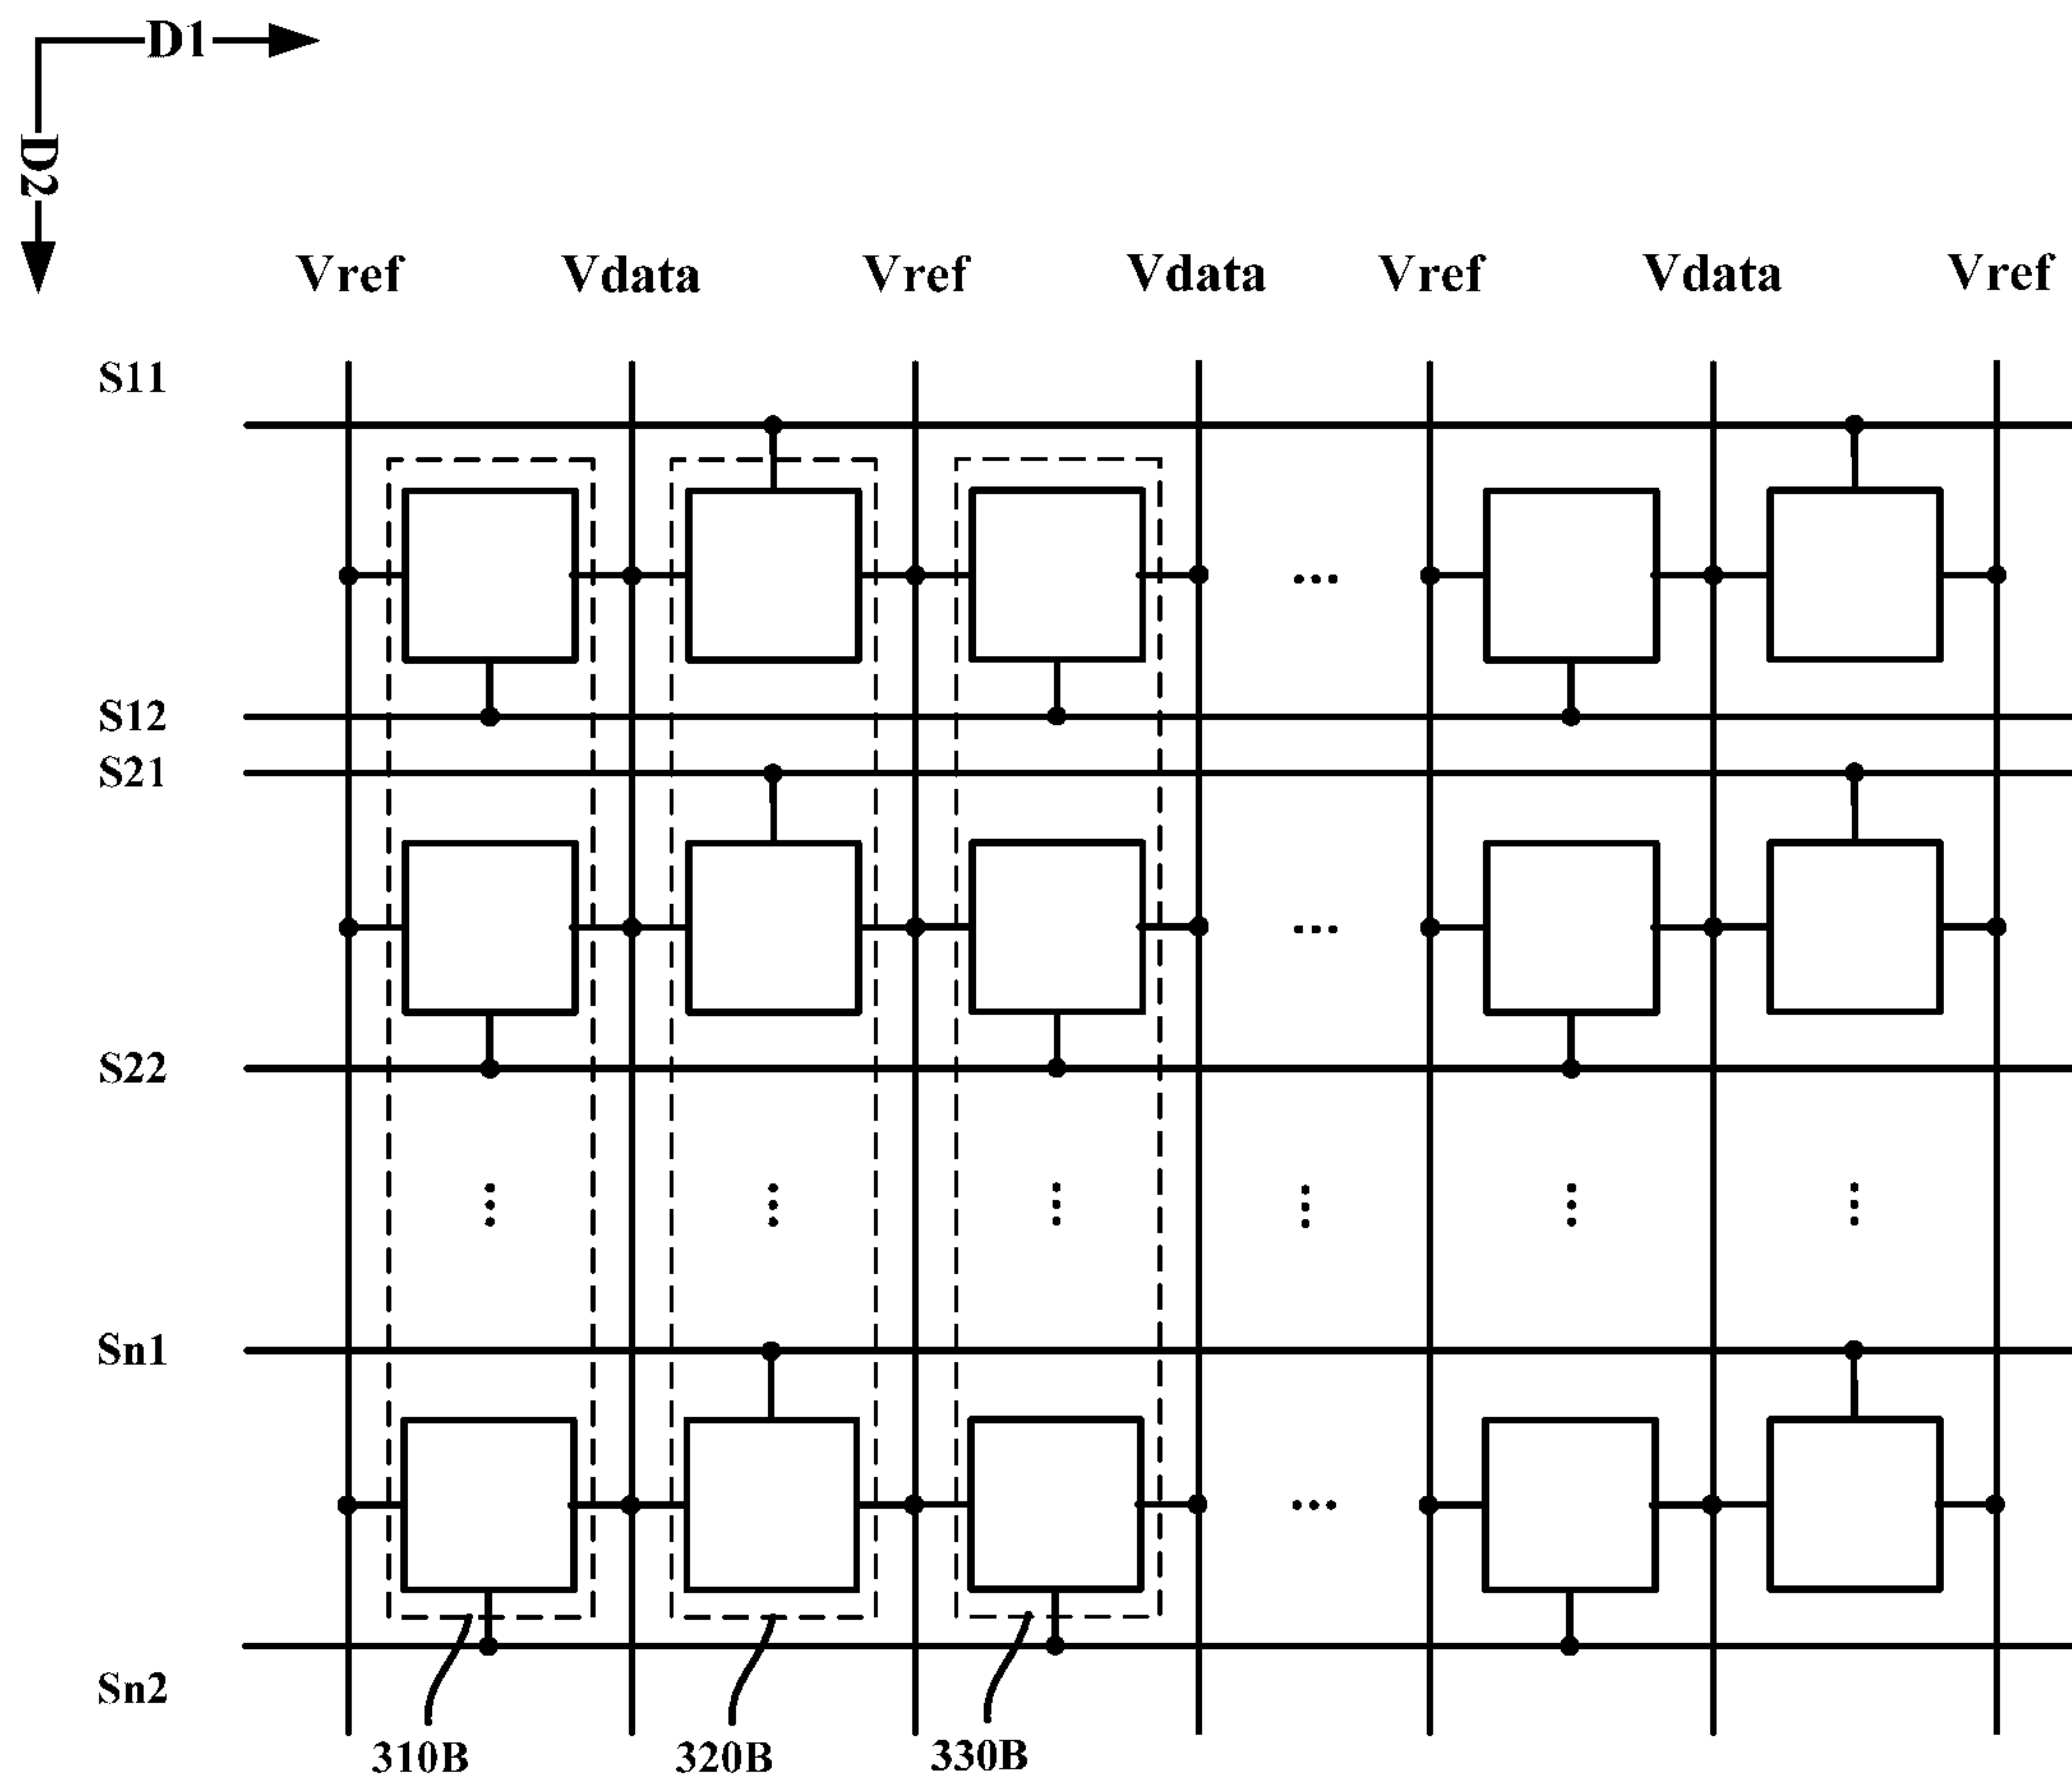 D1
D2
Vref Vdata Vref Vdata Vref Vdata Vref
S11
...
S12
S21
...
S22
Sn1
...
Sn2
310B 320B 330B